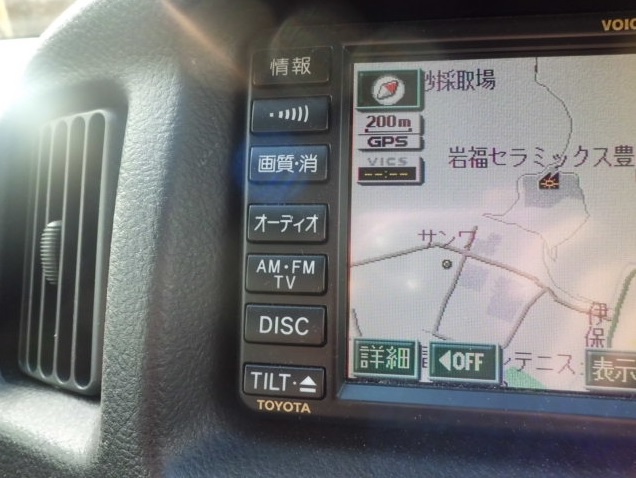 VOIC
情報
画質・消
オーディオ
AM・FM
TV
DISC
TILT・
TOYOTA
砂採取場
200m
GPS
VICS
--:--
岩福セラミックス豊
サンワ
伊
保
詳細
OFF
テニス
表示